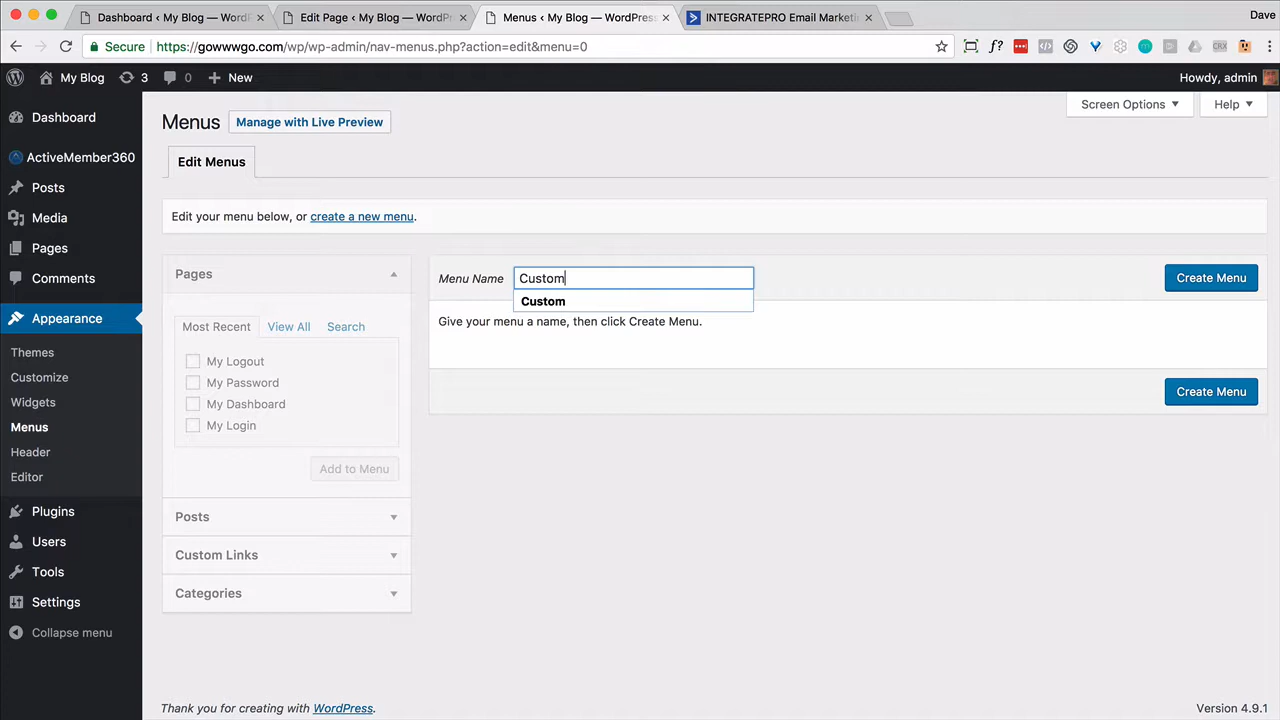 Dashboard ‹ My Blog — WordP
Edit Page ‹ My Blog — WordPr
Menus ‹ My Blog — WordPress
INTEGRATEPRO Email Marketin
Dave
Secure https://gowwwgo.com/wp/wp-admin/nav-menus.php?action=edit&menu=0
My Blog 3 0 New
Howdy, admin
Dashboard
ActiveMember360
Posts
Media
Pages
Comments
Appearance
Themes
Customize
Widgets
Menus
Header
Editor
Plugins
Users
Tools
Settings
Collapse menu
Screen Options
Help
Menus Manage with Live Preview
Edit Menus
Edit your menu below, or create a new menu.
Pages
Most Recent View All Search
My Logout
My Password
My Dashboard
My Login
Add to Menu
Posts
Custom Links
Categories
Menu Name Custom Create Menu
Custom
Give your menu a name, then click Create Menu.
Create Menu
Thank you for creating with WordPress.
Version 4.9.1